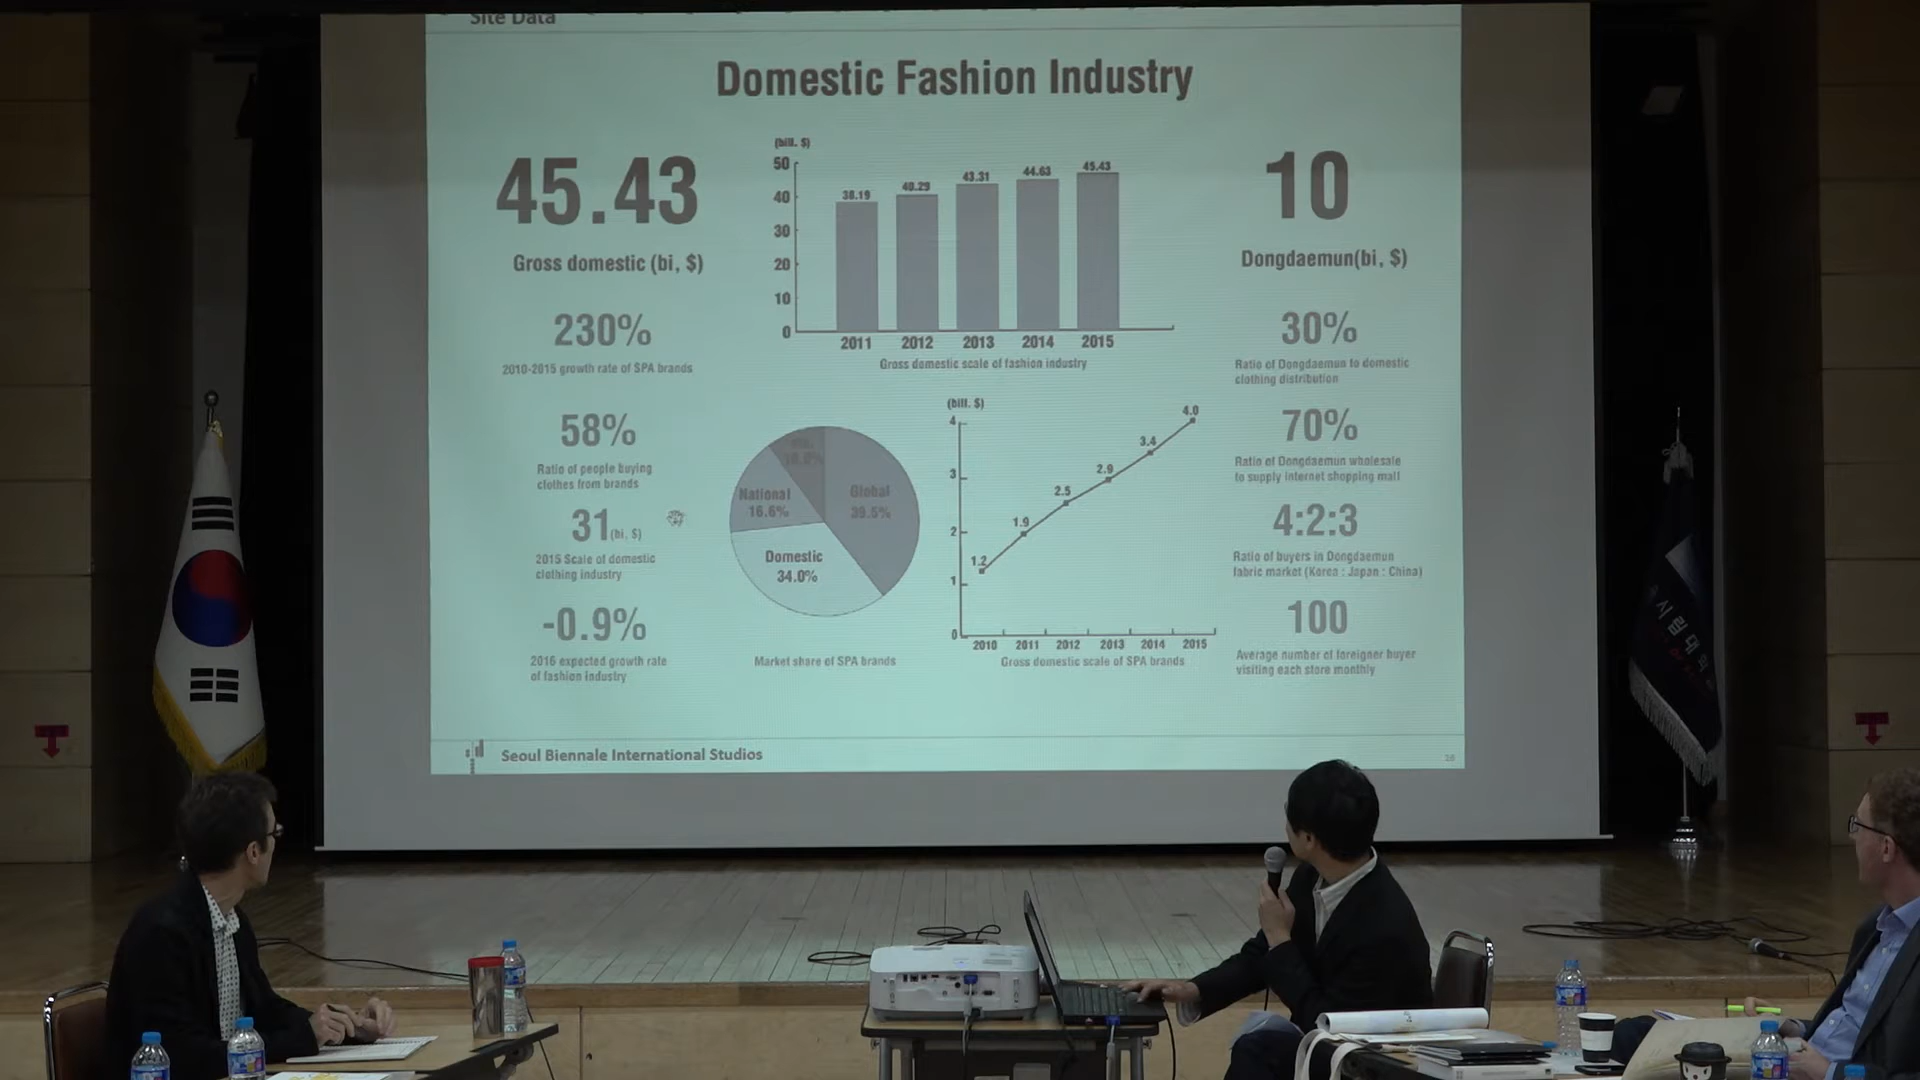 Site Data
Domestic Fashion Industry
45.43
Gross domestic (bi, $)
230%
2010-2015 growth rate of SPA brands
58%
Ratio of people buying
clothes from brands
31(bi, $)
2015 Scale of domestic
clothing industry
-0.9%
2016 expected growth rate
of fashion industry
(bill. $)
50
40
30
20
10
0
38.19
40.29
43.31
44.63
45.43
2011 2012 2013 2014 2015
Gross domestic scale of fashion industry
National
16.6%
Global
39.5%
Domestic
34.0%
Market share of SPA brands
(bill. $)
4
3
2
1
0
1.2
1.9
2.5
2.9
3.4
4.0
2010 2011 2012 2013 2014 2015
Gross domestic scale of SPA brands
10
Dongdaemun(bi, $)
30%
Ratio of Dongdaemun to domestic
clothing distribution
70%
Ratio of Dongdaemun wholesale
to supply internet shopping mall
4:2:3
Ratio of buyers in Dongdaemun
fabric market (Korea : Japan : China)
100
Average number of foreigner buyer
visiting each store monthly
Seoul Biennale International Studios
시립대